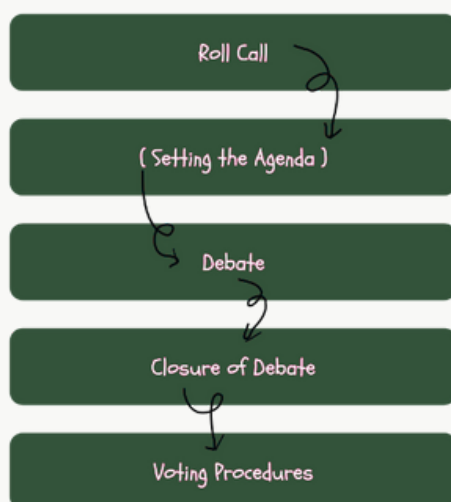 Roll Call
( Setting the Agenda )
Debate
Closure of Debate
Voting Procedures